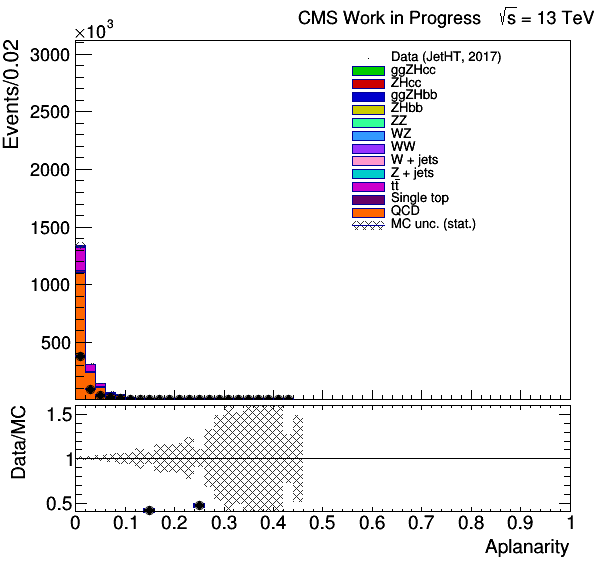 CMS Work in Progress √s = 13 TeV
×10³
Events/0.02
3000
2500
2000
1500
1000
500
Data (JetHT, 2017)
ggZHcc
ZHcc
ggZHbb
ZHbb
ZZ
WZ
WW
W + jets
Z + jets
tt̄
Single top
QCD
MC unc. (stat.)
Data/MC
1.5
1
0.5
0 0.1 0.2 0.3 0.4 0.5 0.6 0.7 0.8 0.9 1
Aplanarity